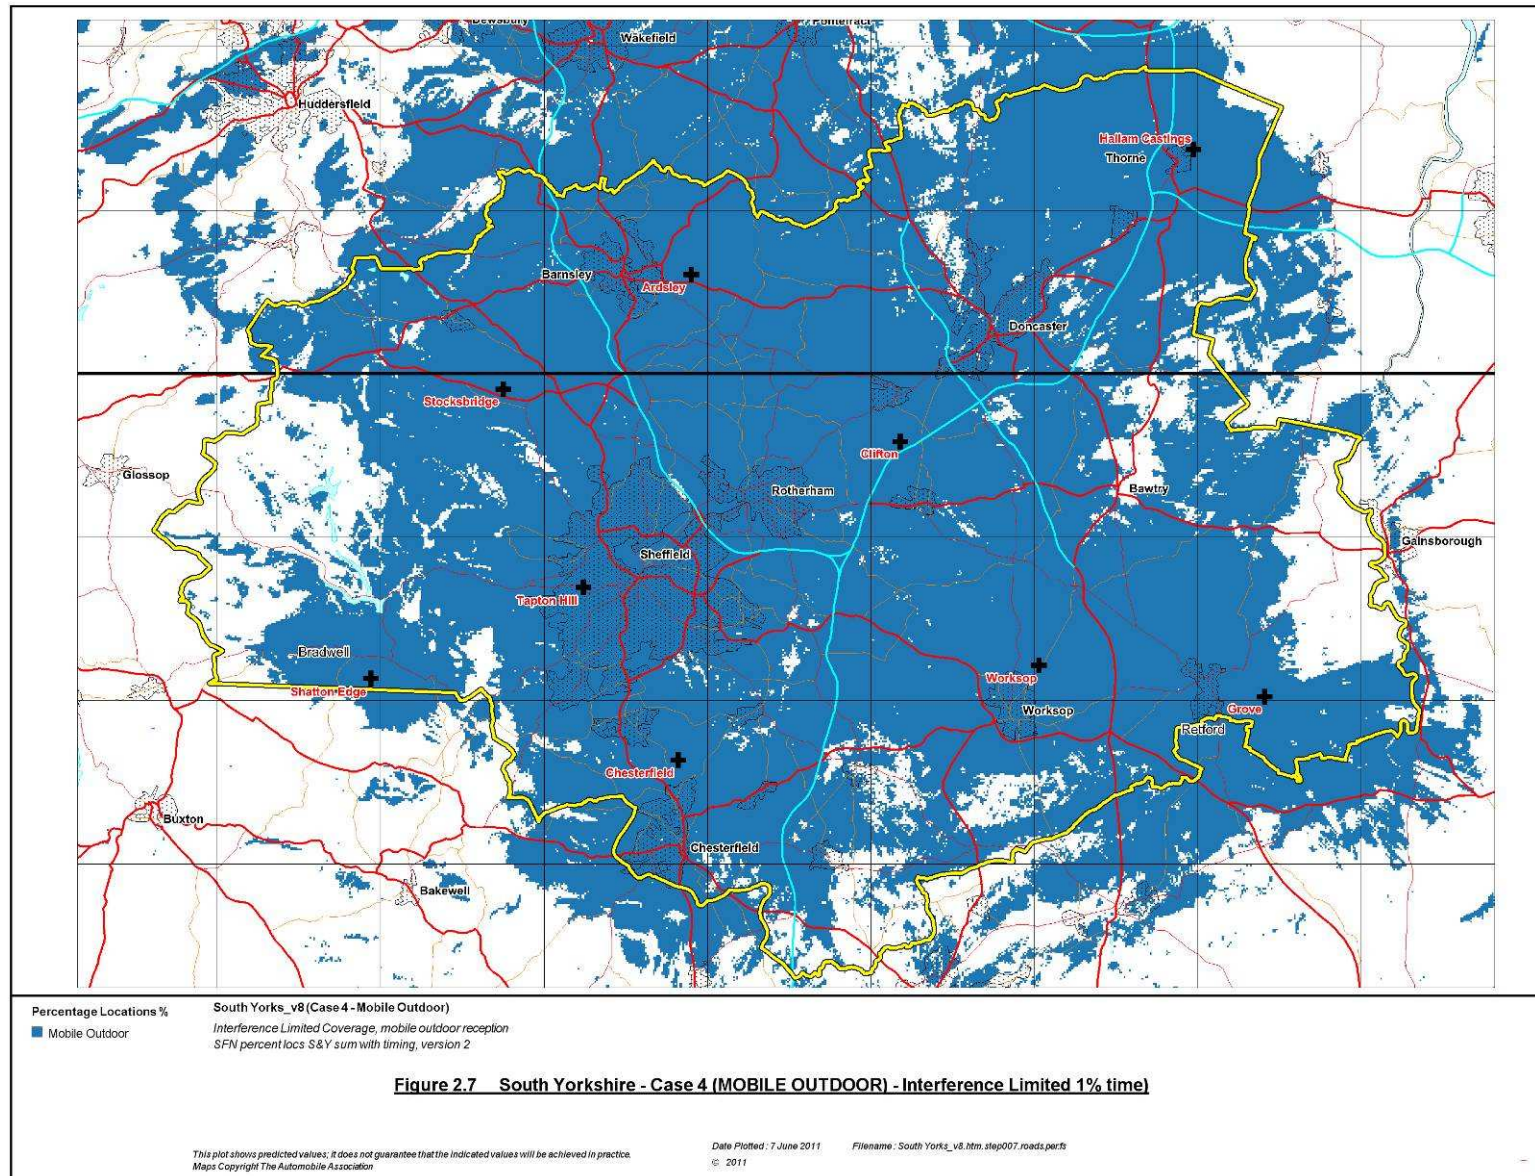 Dewsbury
Pontefract
Wakefield
Huddersfield
Hallam Castings
Thorne
Barnsley
Ardsley
Doncaster
Stocksbridge
Clifton
Glossop
Rotherham
Bawtry
Gainsborough
Sheffield
Tapton Hill
Bradwell
Shatton Edge
Worksop
Worksop
Grove
Retford
Chesterfield
Buxton
Chesterfield
Bakewell
Percentage Locations %
Mobile Outdoor
South Yorks_v8 (Case 4 - Mobile Outdoor)
Interference Limited Coverage, mobile outdoor reception
SFN percent locs S&Y sum with timing, version 2
Figure 2.7 South Yorkshire - Case 4 (MOBILE OUTDOOR) - Interference Limited 1% time)
This plot shows predicted values; it does not guarantee that the indicated values will be achieved in practice.
Maps Copyright The Automobile Association
Date Plotted : 7 June 2011 Filename : South Yorks_v8.htm.step007.roads.per.fs
© 2011